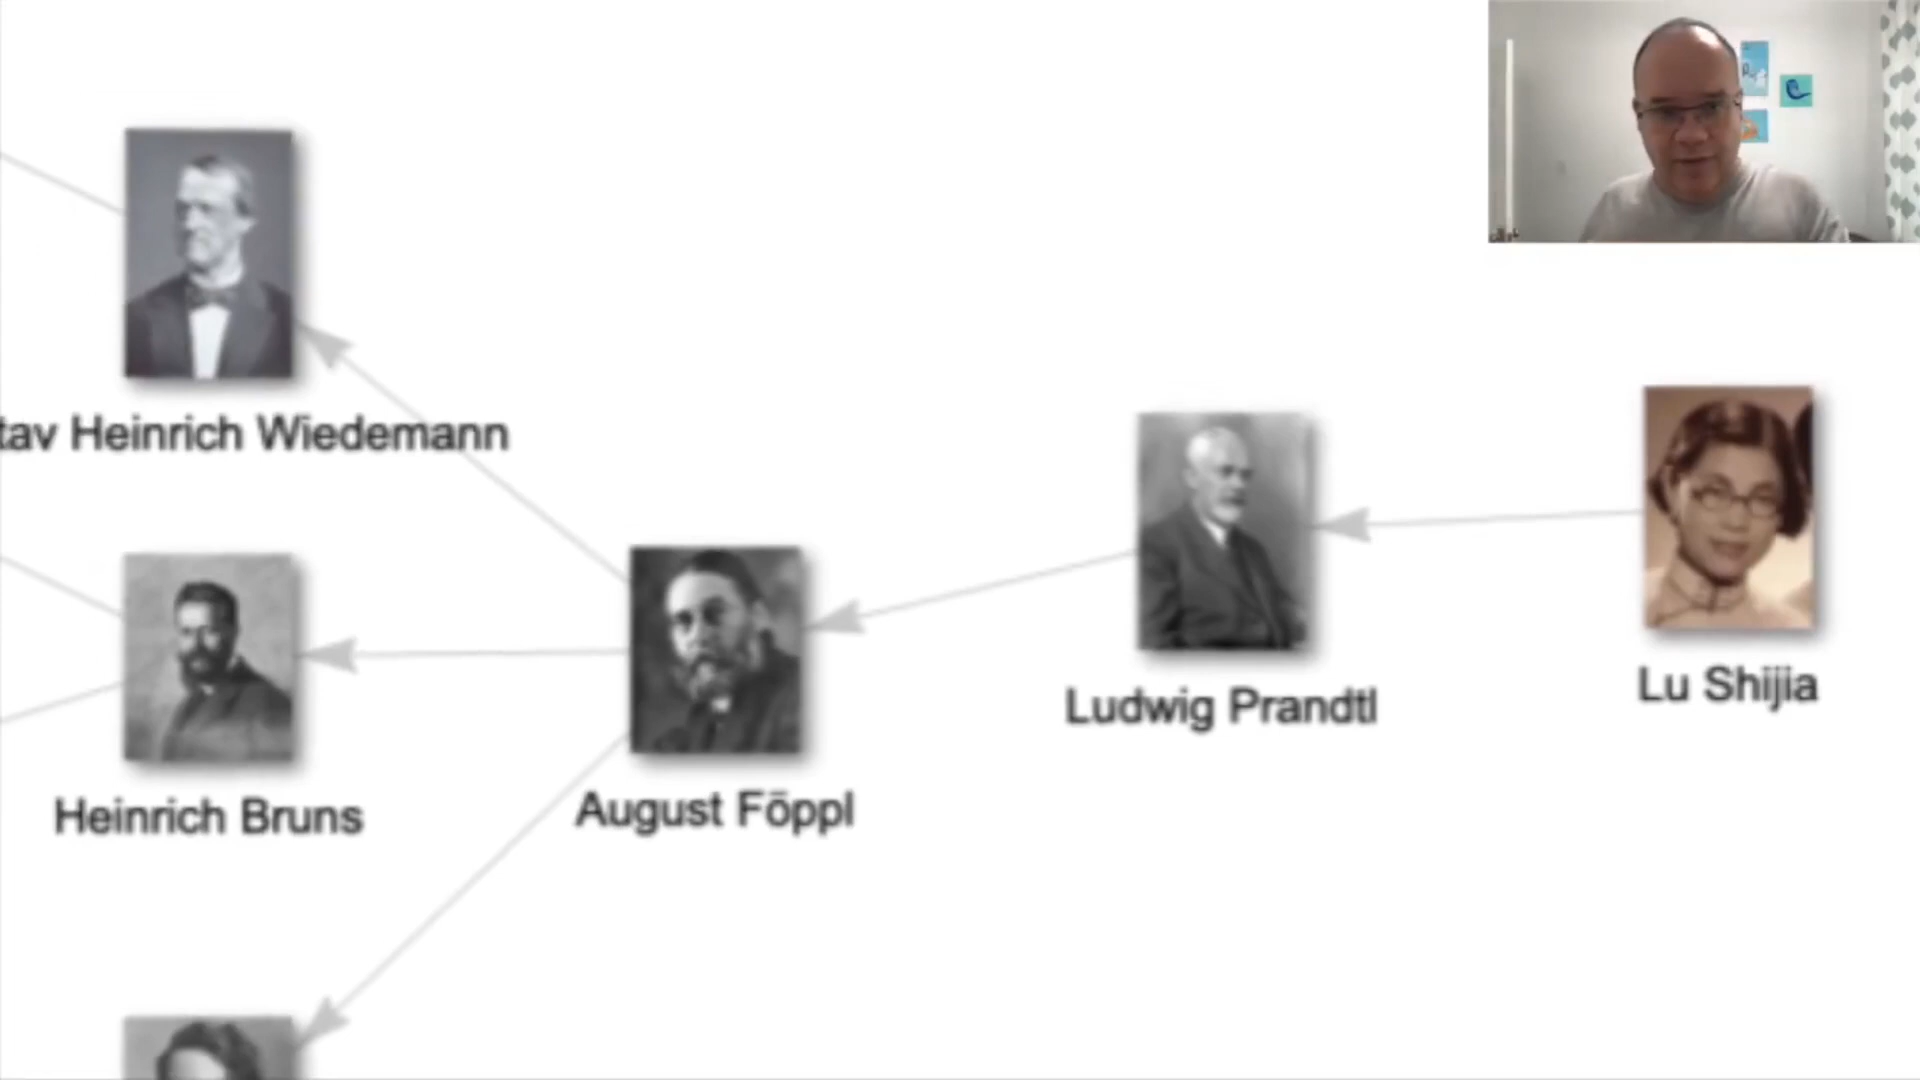 tav Heinrich Wiedemann
Lu Shijia
Ludwig Prandtl
August Föppl
Heinrich Bruns